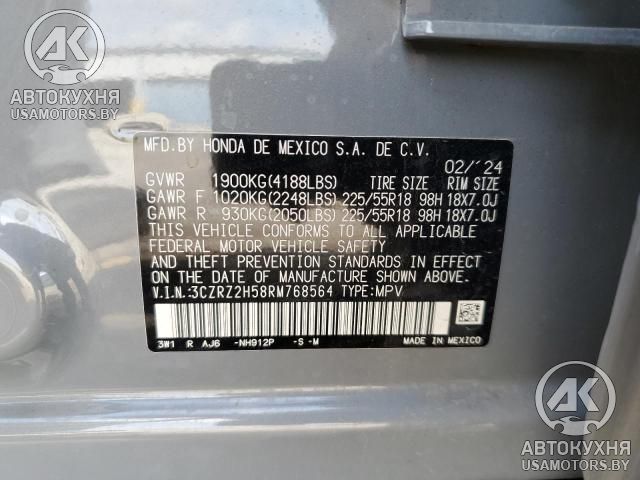 AK
АВТОКУХНЯ
USAMOTORS.BY
MFD.BY HONDA DE MEXICO S.A. DE C.V.
02/´24
GVWR 1900KG(4188LBS) TIRE SIZE RIM SIZE
GAWR F 1020KG(2248LBS) 225/55R18 98H 18X7.0J
GAWR R 930KG(2050LBS) 225/55R18 98H 18X7.0J
THIS VEHICLE CONFORMS TO ALL APPLICABLE
FEDERAL MOTOR VEHICLE SAFETY
AND THEFT PREVENTION STANDARDS IN EFFECT
ON THE DATE OF MANUFACTURE SHOWN ABOVE.
V.I.N.:3CZRZ2H58RM768564 TYPE:MPV
3W1 R AJ6 -NH912P -S -M MADE IN MEXICO
AK
АВТОКУХНЯ
USAMOTORS.BY